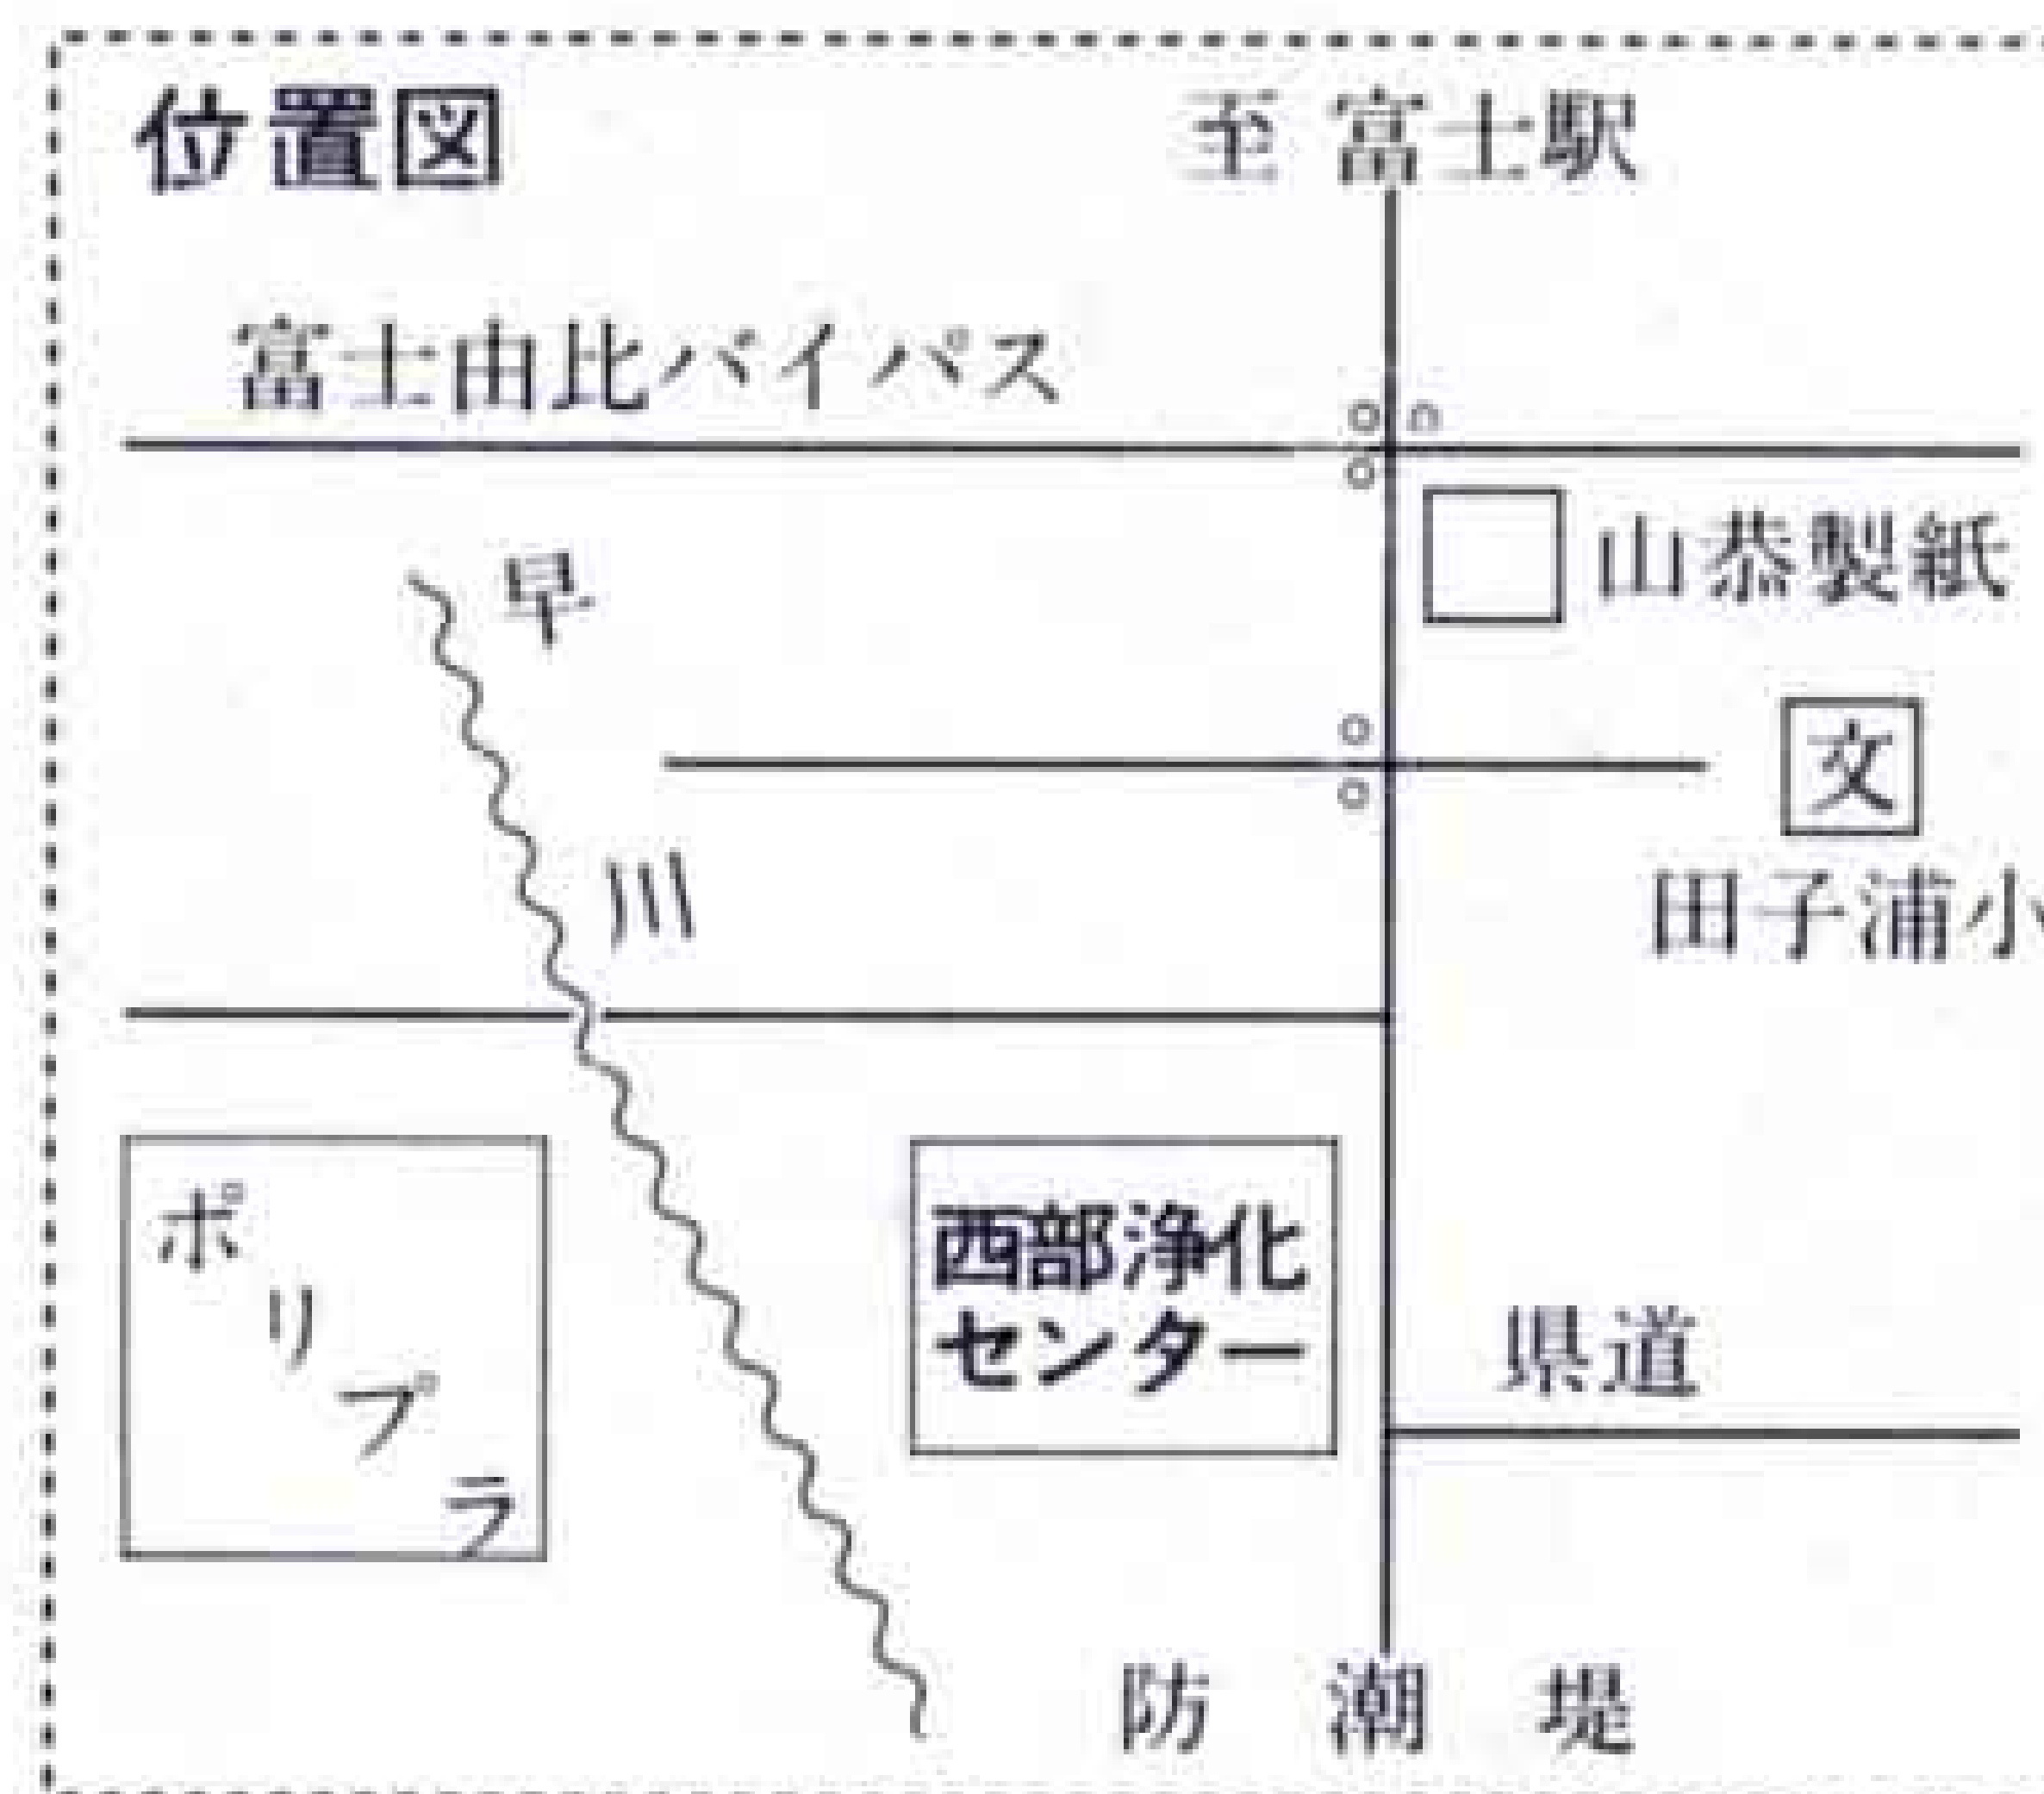 位置図
至 富士駅
富士由比バイパス
山恭製紙
早川
文
田子浦小
ポリプラ
西部浄化
センター
県道
防潮堤